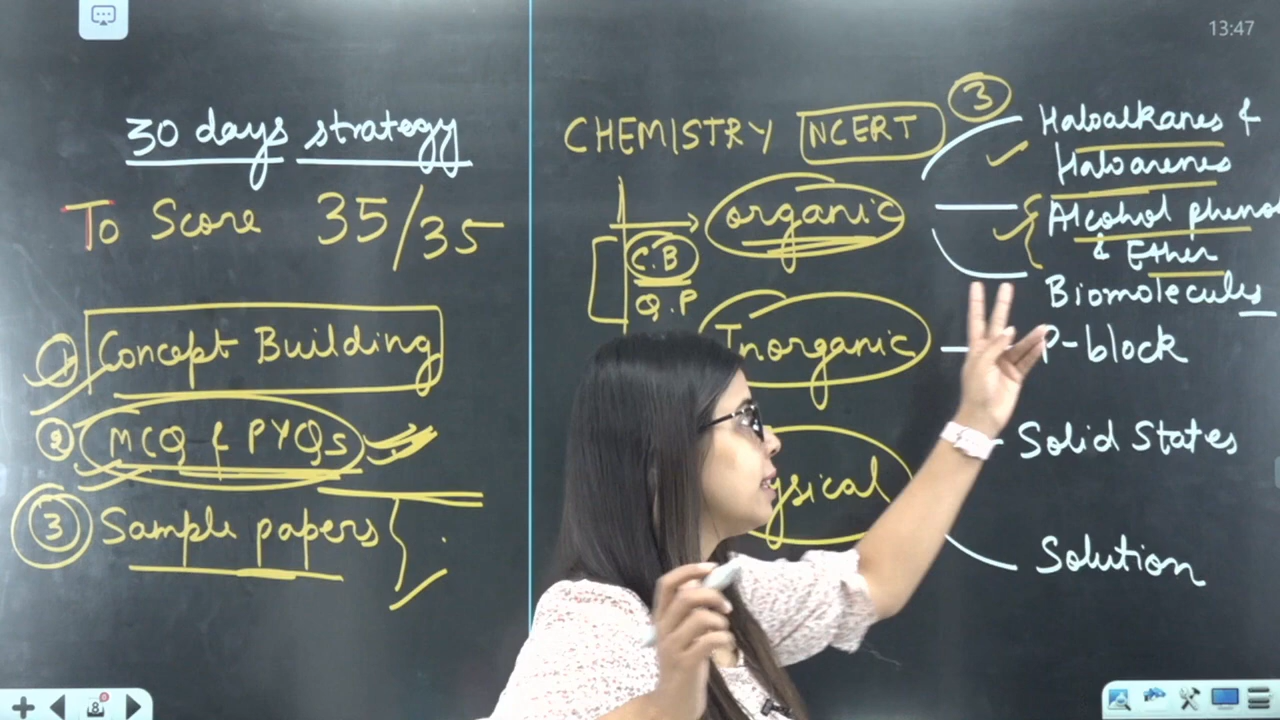 13:47
30 days strategy
To Score 35/35
① Concept Building
② MCQ & PYQs
③ Sample papers
CHEMISTRY NCERT
③
C.B
Q.P
organic
Haloalkanes &
Haloarenes
Alcohol phenol
& Ether
Biomolecules
Inorganic
P-block
Solid States
Solution